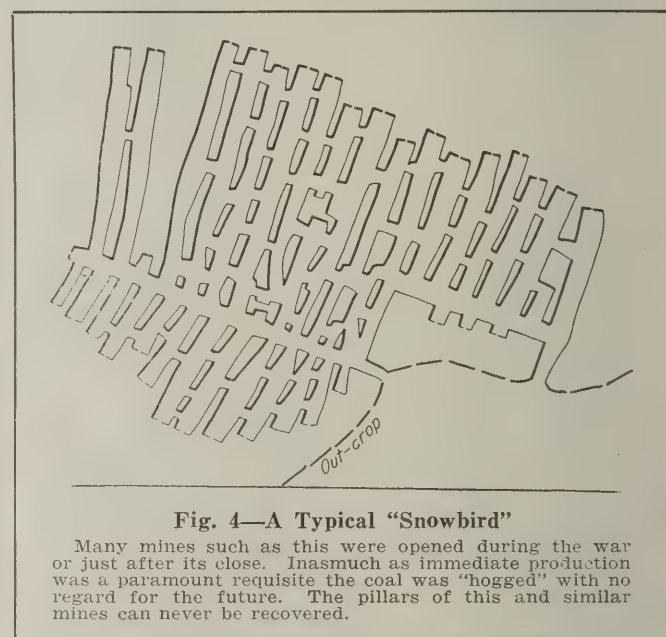 Out-crop
Fig. 4—A Typical “Snowbird”
Many mines such as this were opened during the war
or just after its close. Inasmuch as immediate production
was a paramount requisite the coal was “hogged” with no
regard for the future. The pillars of this and similar
mines can never be recovered.